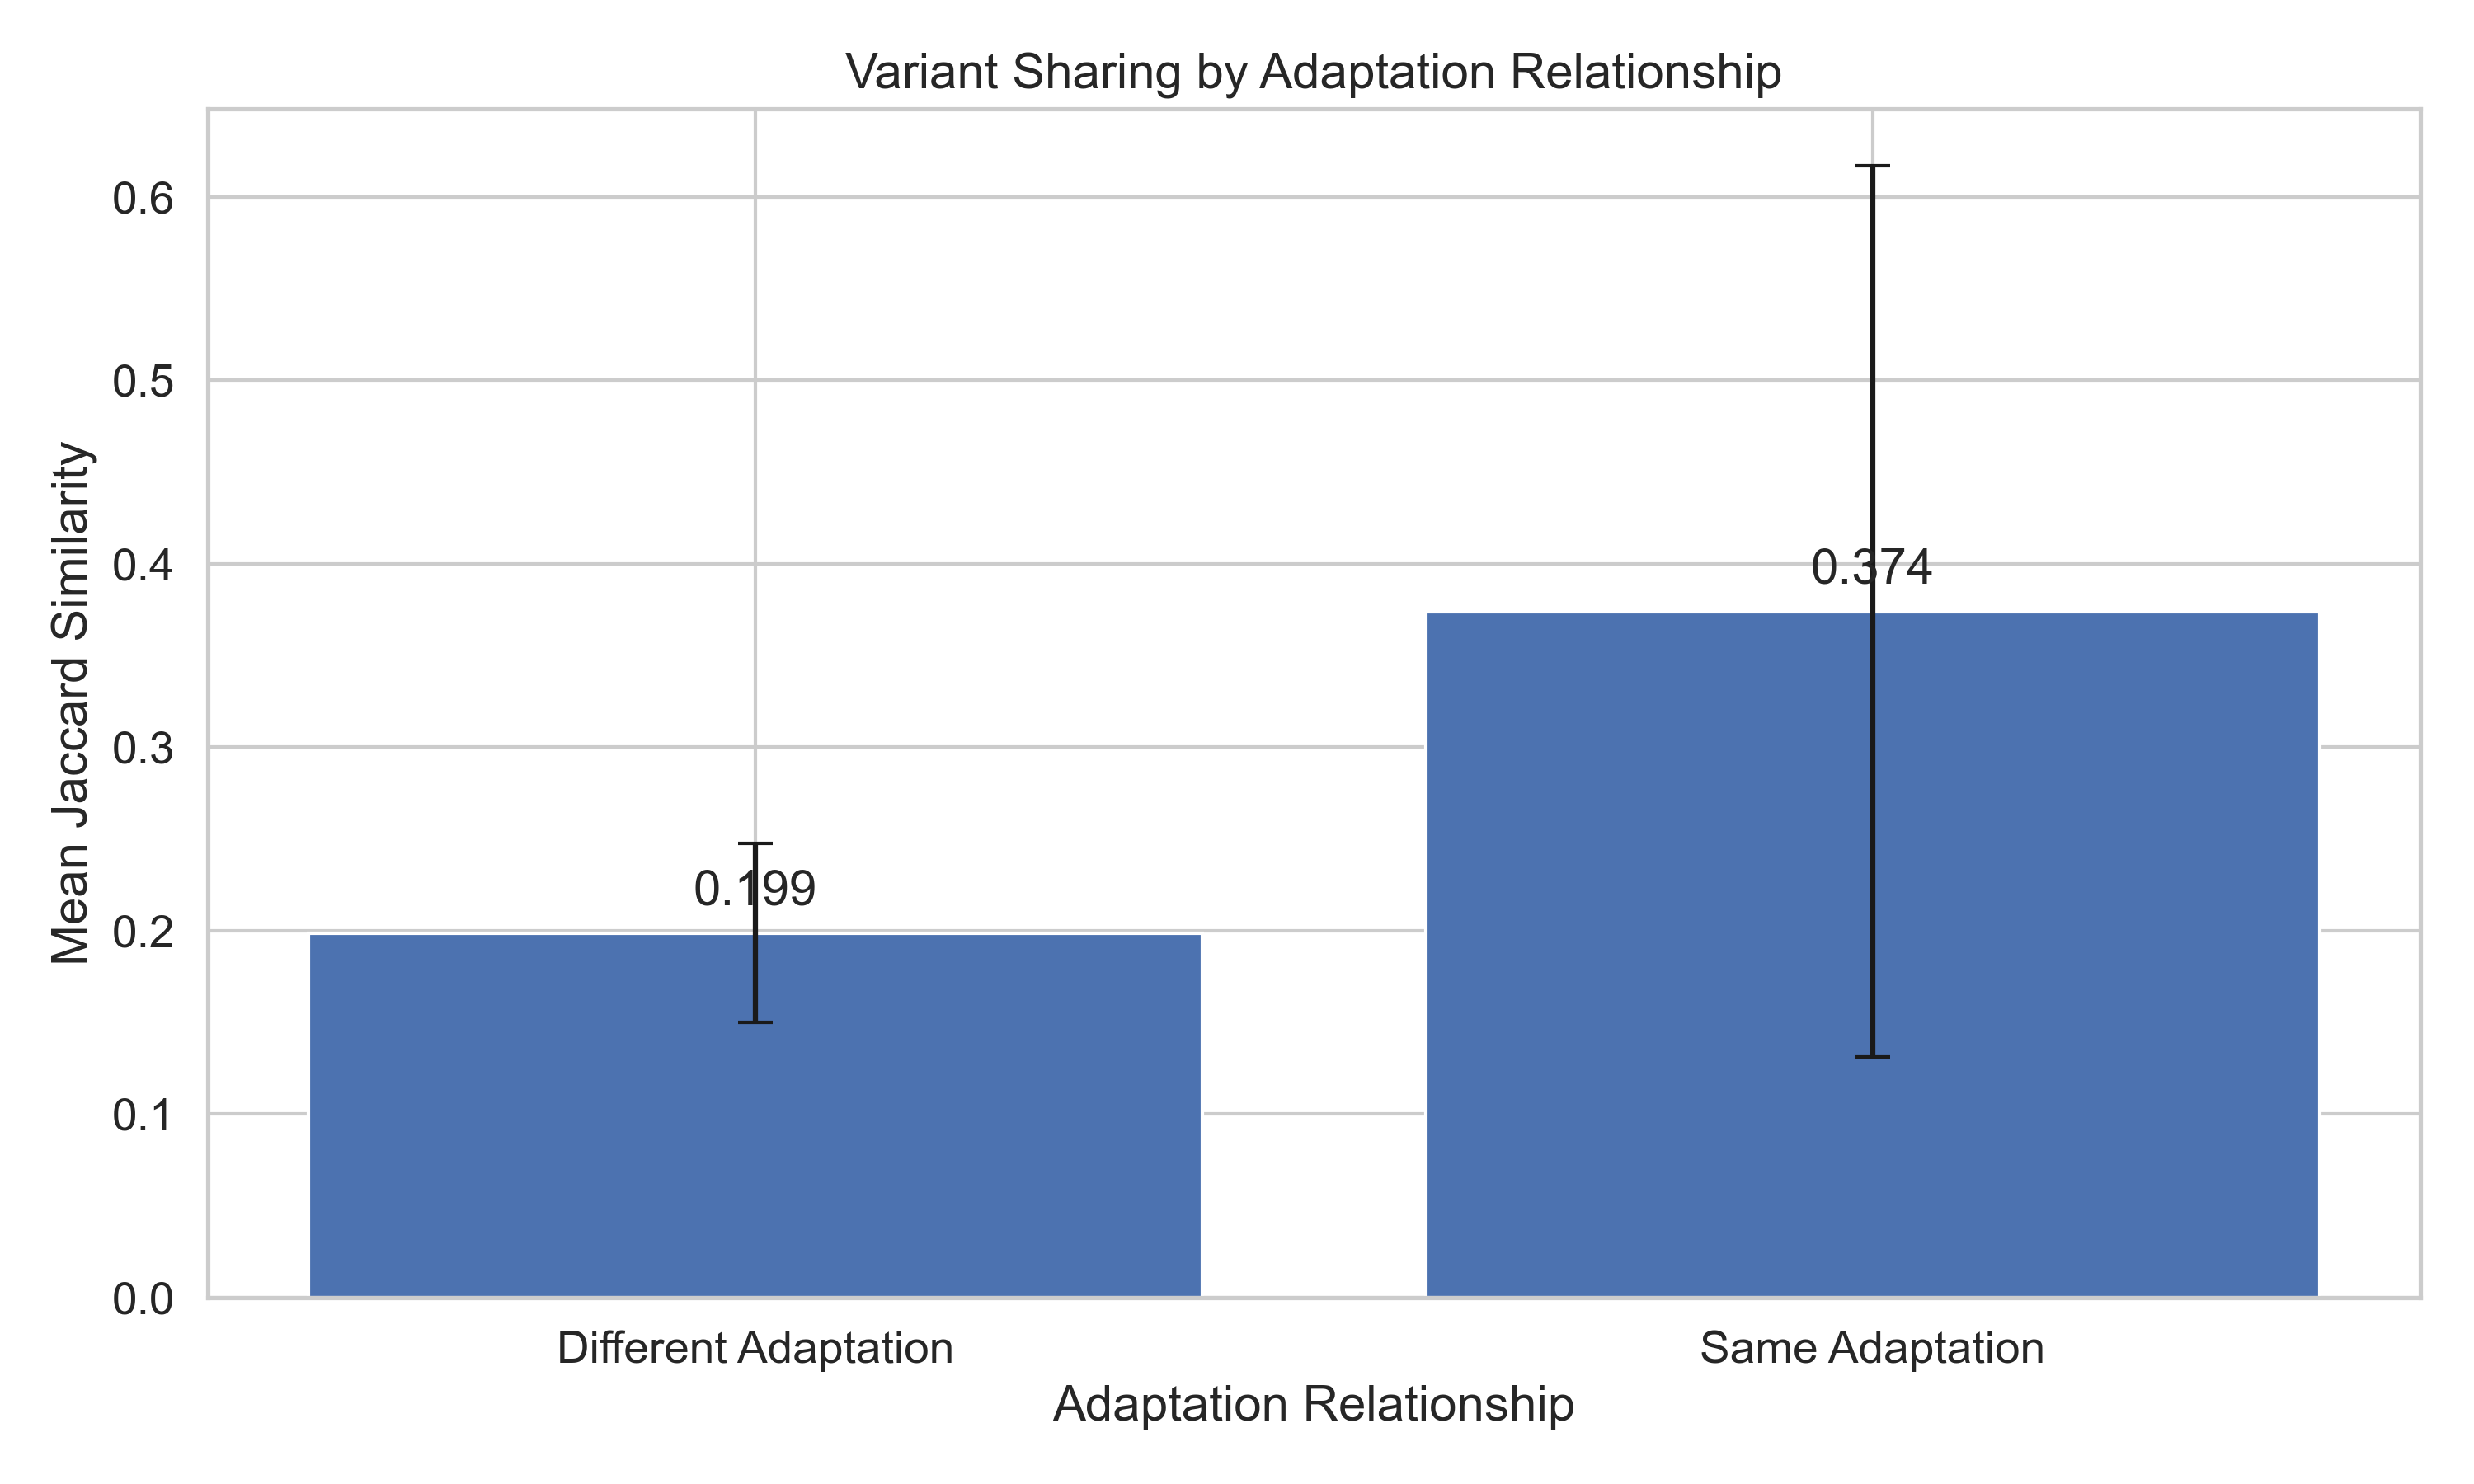 Variant Sharing by Adaptation Relationship
Mean Jaccard Similarity
0.6
0.5
0.4
0.3
0.2
0.1
0.0
0.199
0.374
Different Adaptation
Same Adaptation
Adaptation Relationship